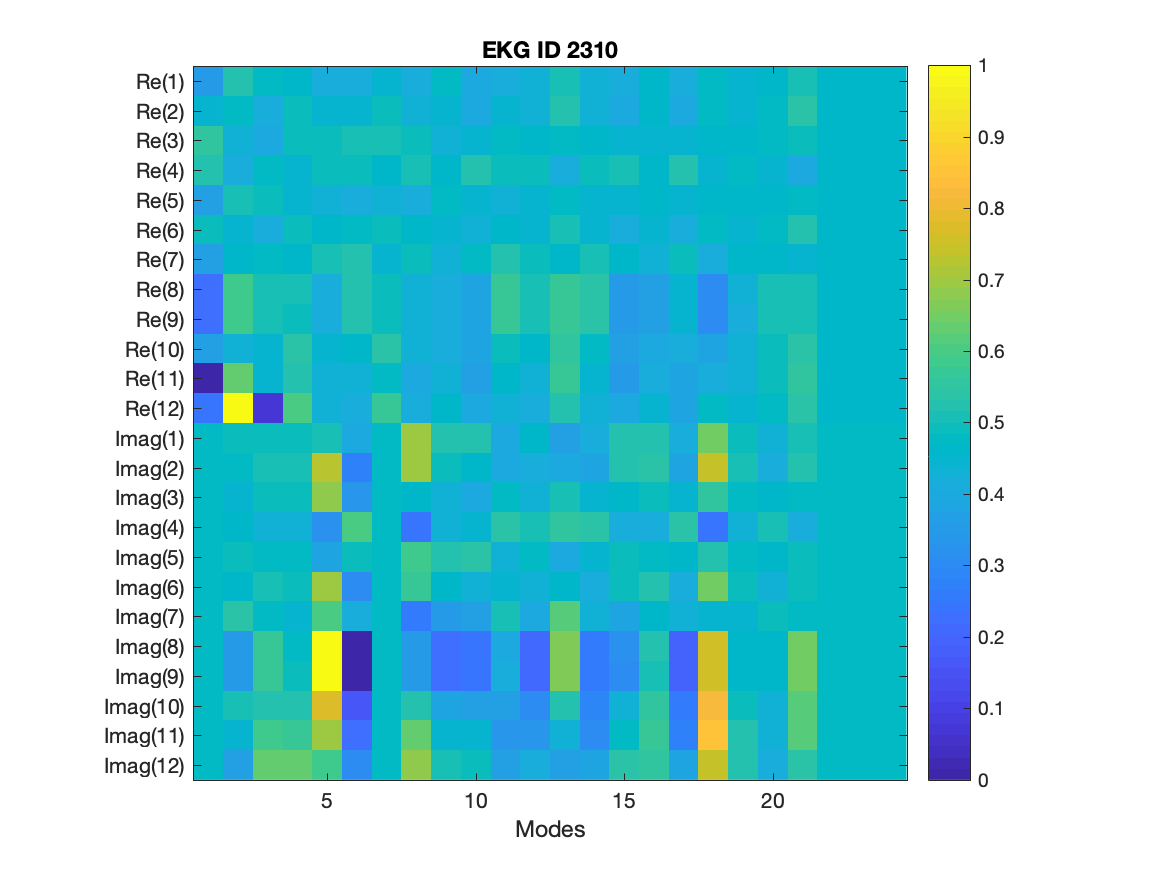 EKG ID 2310
Re(1)
Re(2)
Re(3)
Re(4)
Re(5)
Re(6)
Re(7)
Re(8)
Re(9)
Re(10)
Re(11)
Re(12)
Imag(1)
Imag(2)
Imag(3)
Imag(4)
Imag(5)
Imag(6)
Imag(7)
Imag(8)
Imag(9)
Imag(10)
Imag(11)
Imag(12)
5 10 15 20
Modes
1
0.9
0.8
0.7
0.6
0.5
0.4
0.3
0.2
0.1
0